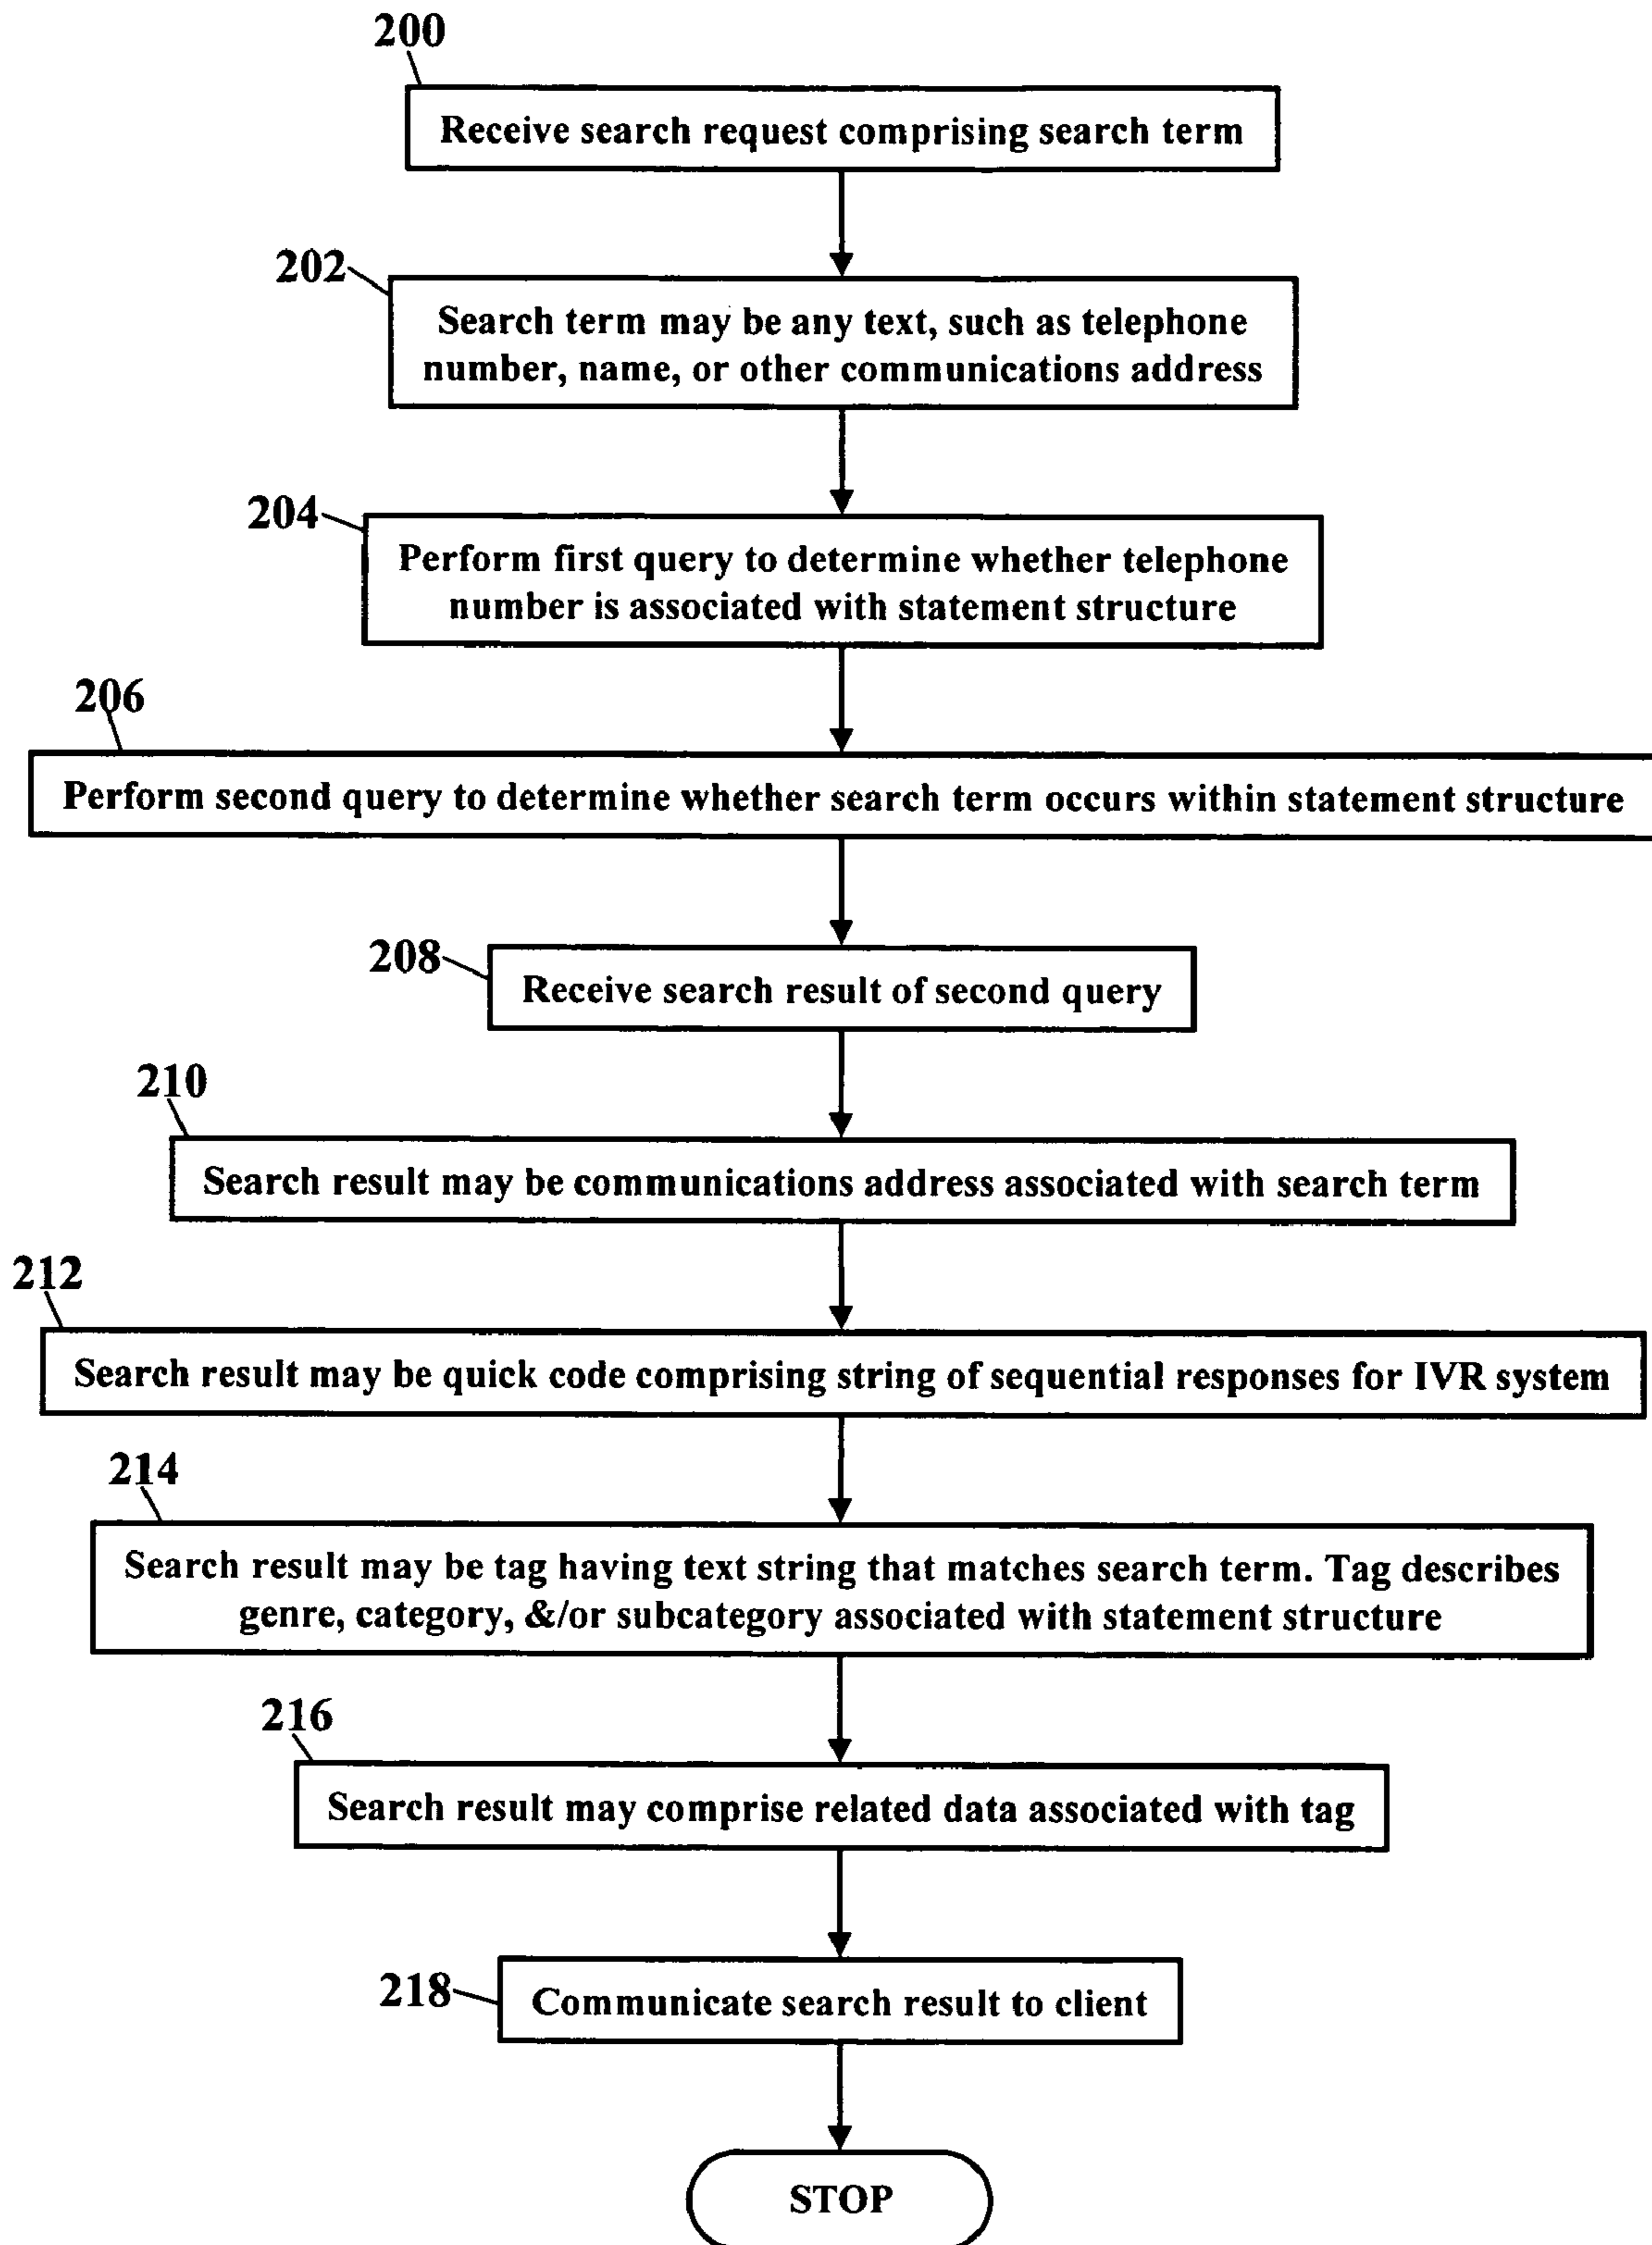 200
Receive search request comprising search term
202
Search term may be any text, such as telephone
number, name, or other communications address
204
Perform first query to determine whether telephone
number is associated with statement structure
206
Perform second query to determine whether search term occurs within statement structure
208
Receive search result of second query
210
Search result may be communications address associated with search term
212
Search result may be quick code comprising string of sequential responses for IVR system
214
Search result may be tag having text string that matches search term. Tag describes
genre, category, &/or subcategory associated with statement structure
216
Search result may comprise related data associated with tag
218
Communicate search result to client
STOP